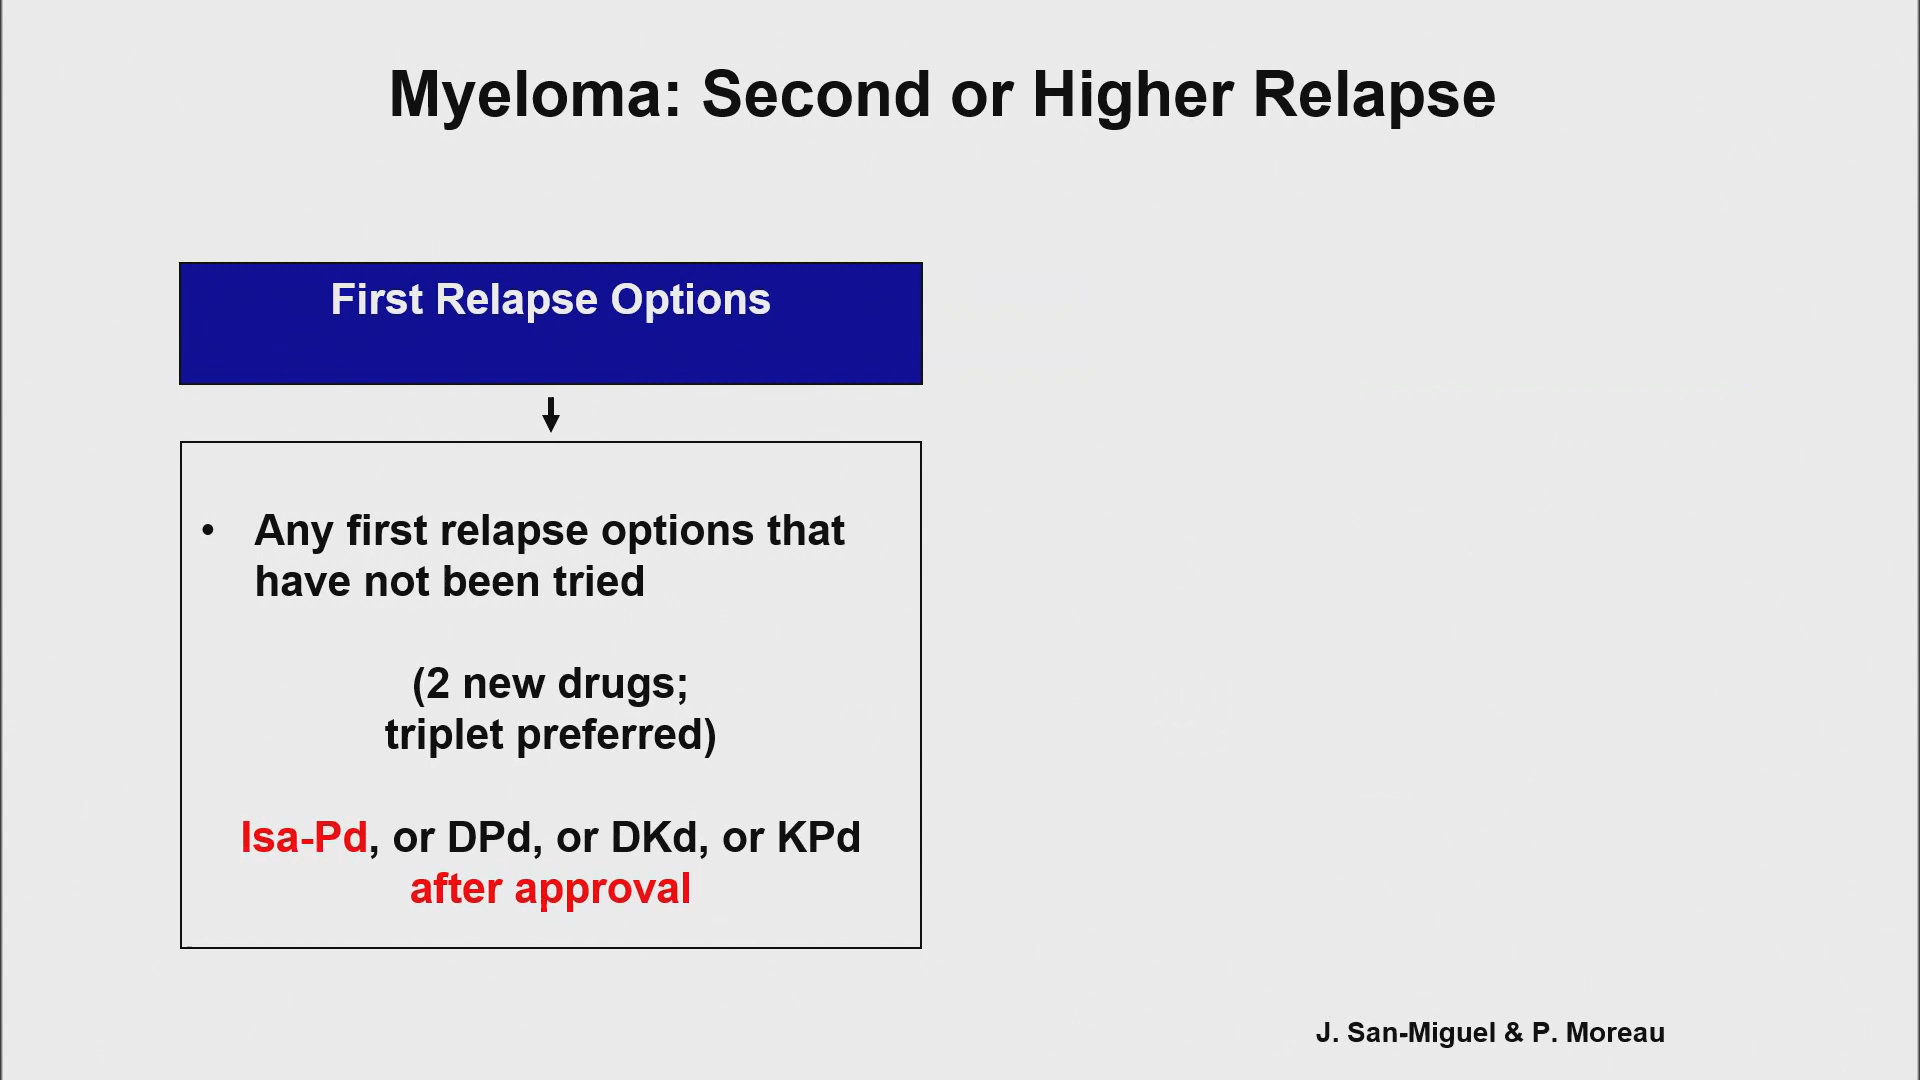 Myeloma: Second or Higher Relapse
First Relapse Options
• Any first relapse options that
have not been tried
(2 new drugs;
triplet preferred)
Isa-Pd, or DPd, or DKd, or KPd
after approval
J. San-Miguel & P. Moreau